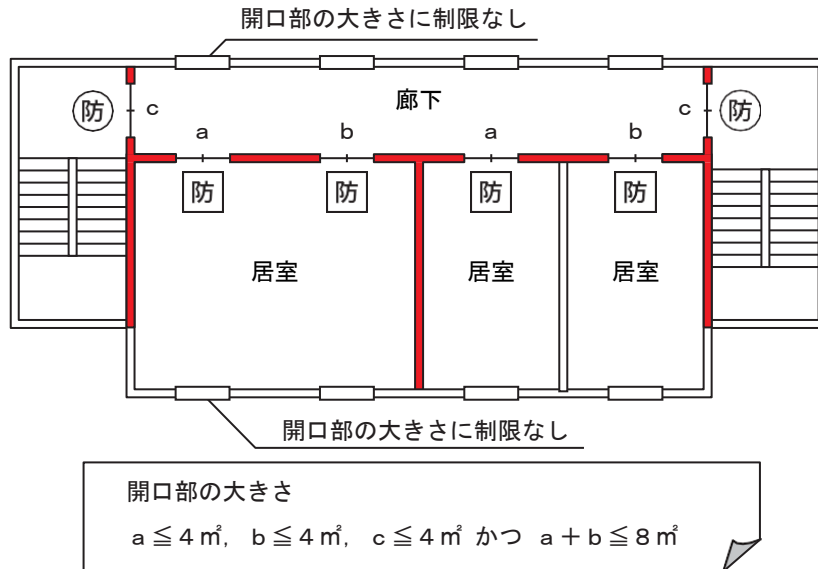 開口部の大きさに制限なし
廊下
防 c c 防
a b a b
防 防 防 防
居室 居室 居室
開口部の大きさに制限なし
開口部の大きさ
a≦4㎡, b≦4㎡, c≦4㎡ かつ a+b≦8㎡